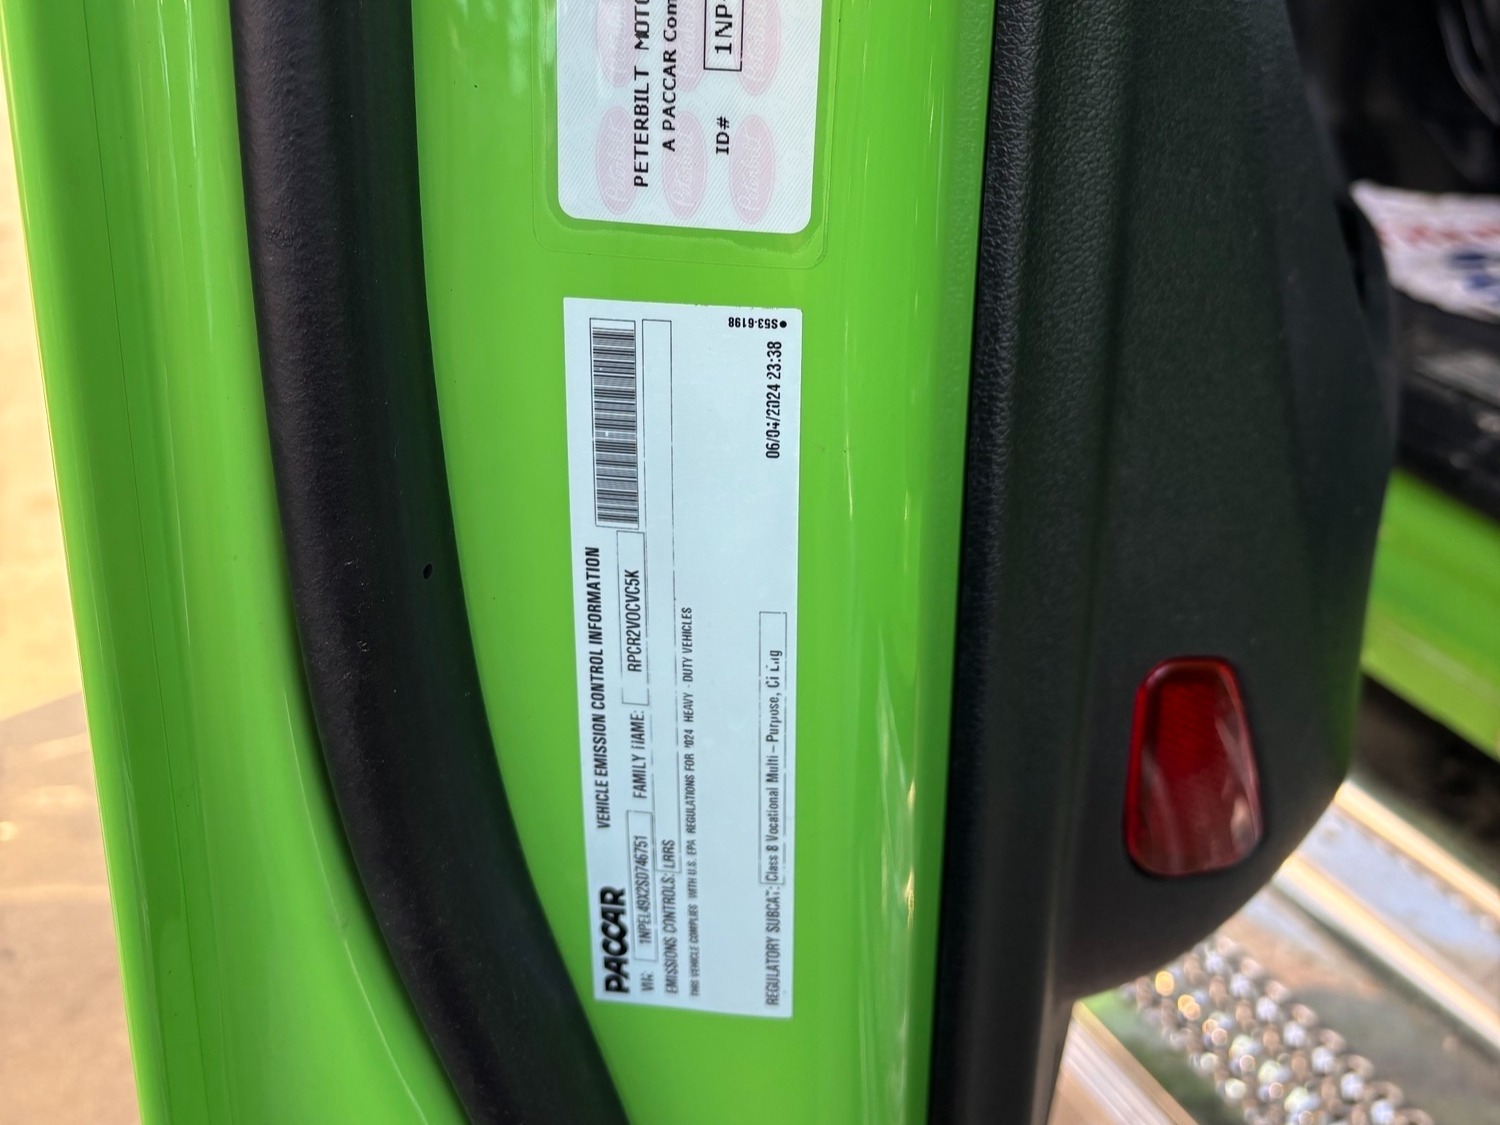 PETERBILT MOTO
A PACCAR Com
ID# 1NP
PACCAR VEHICLE EMISSION CONTROL INFORMATION
1NPEL49X2SD746751 FAMILY NAME: RPCR2VOCVC5K
EMISSIONS CONTROLS: LRRS
THIS VEHICLE COMPLIES WITH U.S. EPA REGULATIONS FOR 2024 HEAVY - DUTY VEHICLES
REGULATORY SUBCAT: Class 8 Vocational Multi-Purpose, CI Eng
06/04/2024 23:38
●S53-6198